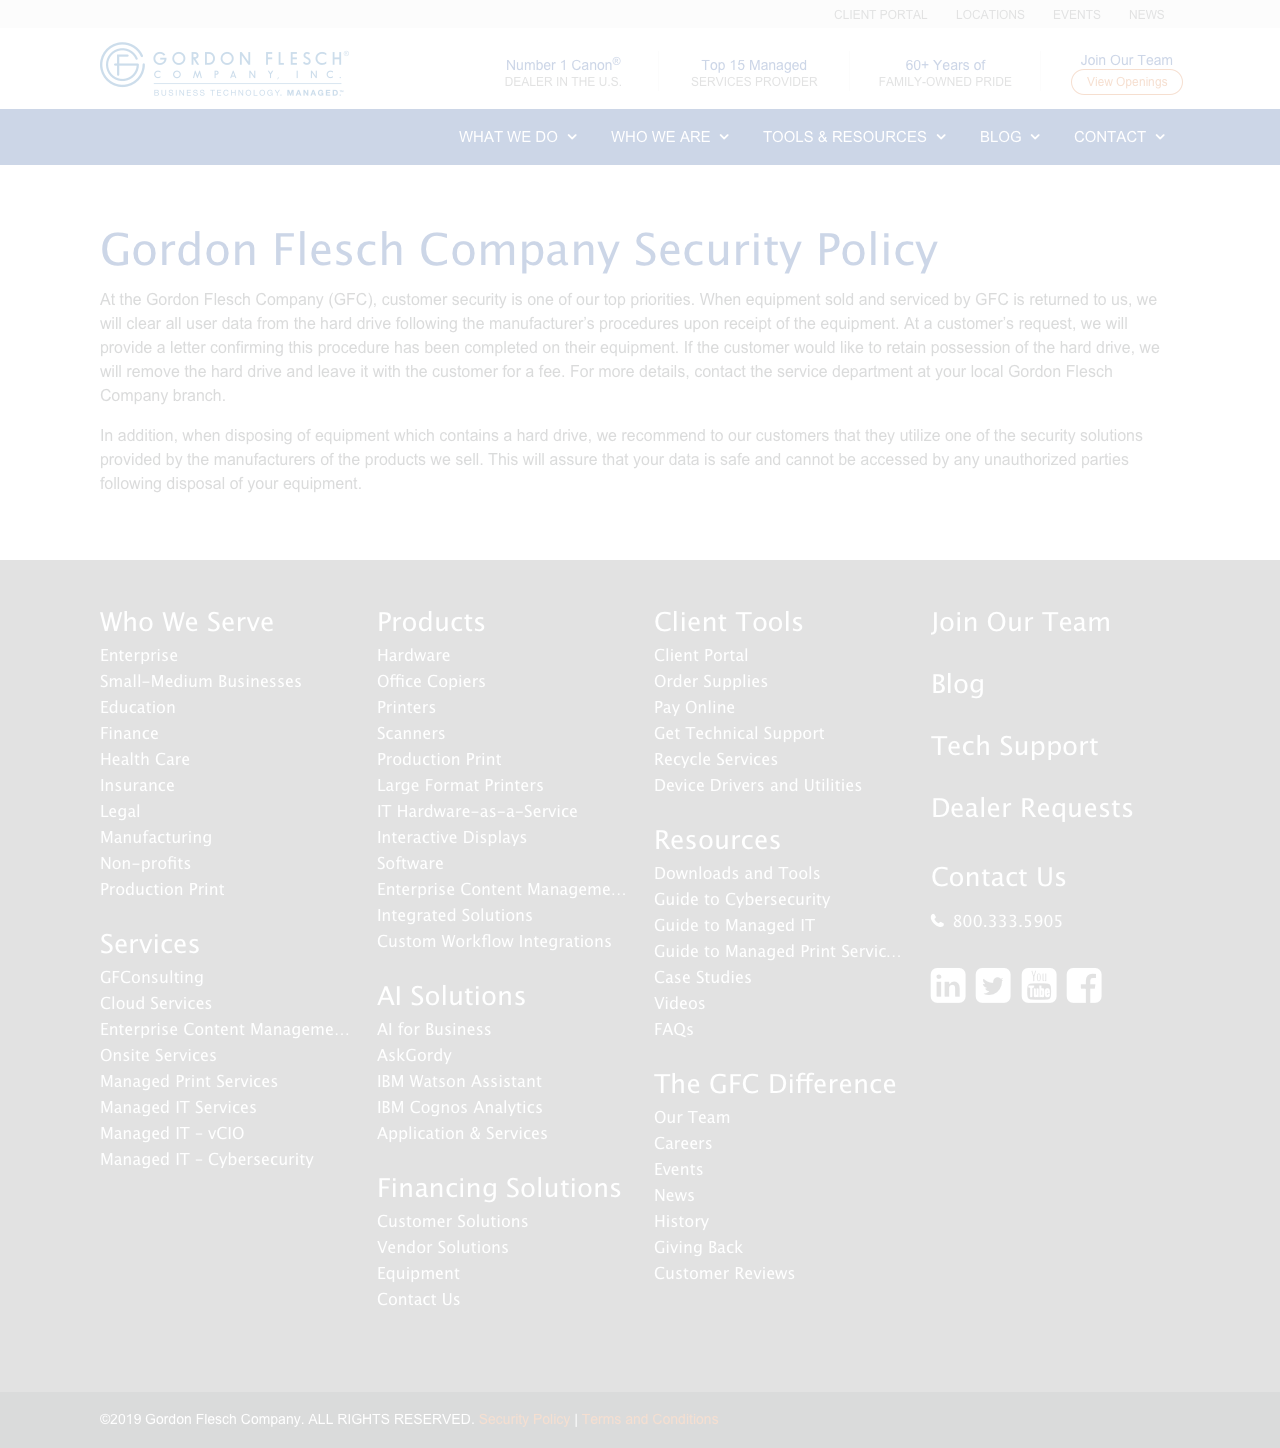 CLIENT PORTAL LOCATIONS EVENTS NEWS
GORDON FLESCH®
COMPANY, INC.
BUSINESS TECHNOLOGY. MANAGED.™
Number 1 Canon®
DEALER IN THE U.S.
Top 15 Managed
SERVICES PROVIDER
60+ Years of
FAMILY-OWNED PRIDE
Join Our Team
View Openings
WHAT WE DO WHO WE ARE TOOLS & RESOURCES BLOG CONTACT
Gordon Flesch Company Security Policy
At the Gordon Flesch Company (GFC), customer security is one of our top priorities. When equipment sold and serviced by GFC is returned to us, we
will clear all user data from the hard drive following the manufacturer's procedures upon receipt of the equipment. At a customer's request, we will
provide a letter confirming this procedure has been completed on their equipment. If the customer would like to retain possession of the hard drive, we
will remove the hard drive and leave it with the customer for a fee. For more details, contact the service department at your local Gordon Flesch
Company branch.
In addition, when disposing of equipment which contains a hard drive, we recommend to our customers that they utilize one of the security solutions
provided by the manufacturers of the products we sell. This will assure that your data is safe and cannot be accessed by any unauthorized parties
following disposal of your equipment.
Who We Serve
Enterprise
Small-Medium Businesses
Education
Finance
Health Care
Insurance
Legal
Manufacturing
Non-profits
Production Print
Services
GFConsulting
Cloud Services
Enterprise Content Manageme...
Onsite Services
Managed Print Services
Managed IT Services
Managed IT - vCIO
Managed IT - Cybersecurity
Products
Hardware
Office Copiers
Printers
Scanners
Production Print
Large Format Printers
IT Hardware-as-a-Service
Interactive Displays
Software
Enterprise Content Manageme...
Integrated Solutions
Custom Workflow Integrations
AI Solutions
AI for Business
AskGordy
IBM Watson Assistant
IBM Cognos Analytics
Application & Services
Financing Solutions
Customer Solutions
Vendor Solutions
Equipment
Contact Us
Client Tools
Client Portal
Order Supplies
Pay Online
Get Technical Support
Recycle Services
Device Drivers and Utilities
Resources
Downloads and Tools
Guide to Cybersecurity
Guide to Managed IT
Guide to Managed Print Servic...
Case Studies
Videos
FAQs
The GFC Difference
Our Team
Careers
Events
News
History
Giving Back
Customer Reviews
Join Our Team
Blog
Tech Support
Dealer Requests
Contact Us
800.333.5905
in
You
Tube
©2019 Gordon Flesch Company. ALL RIGHTS RESERVED. Security Policy | Terms and Conditions